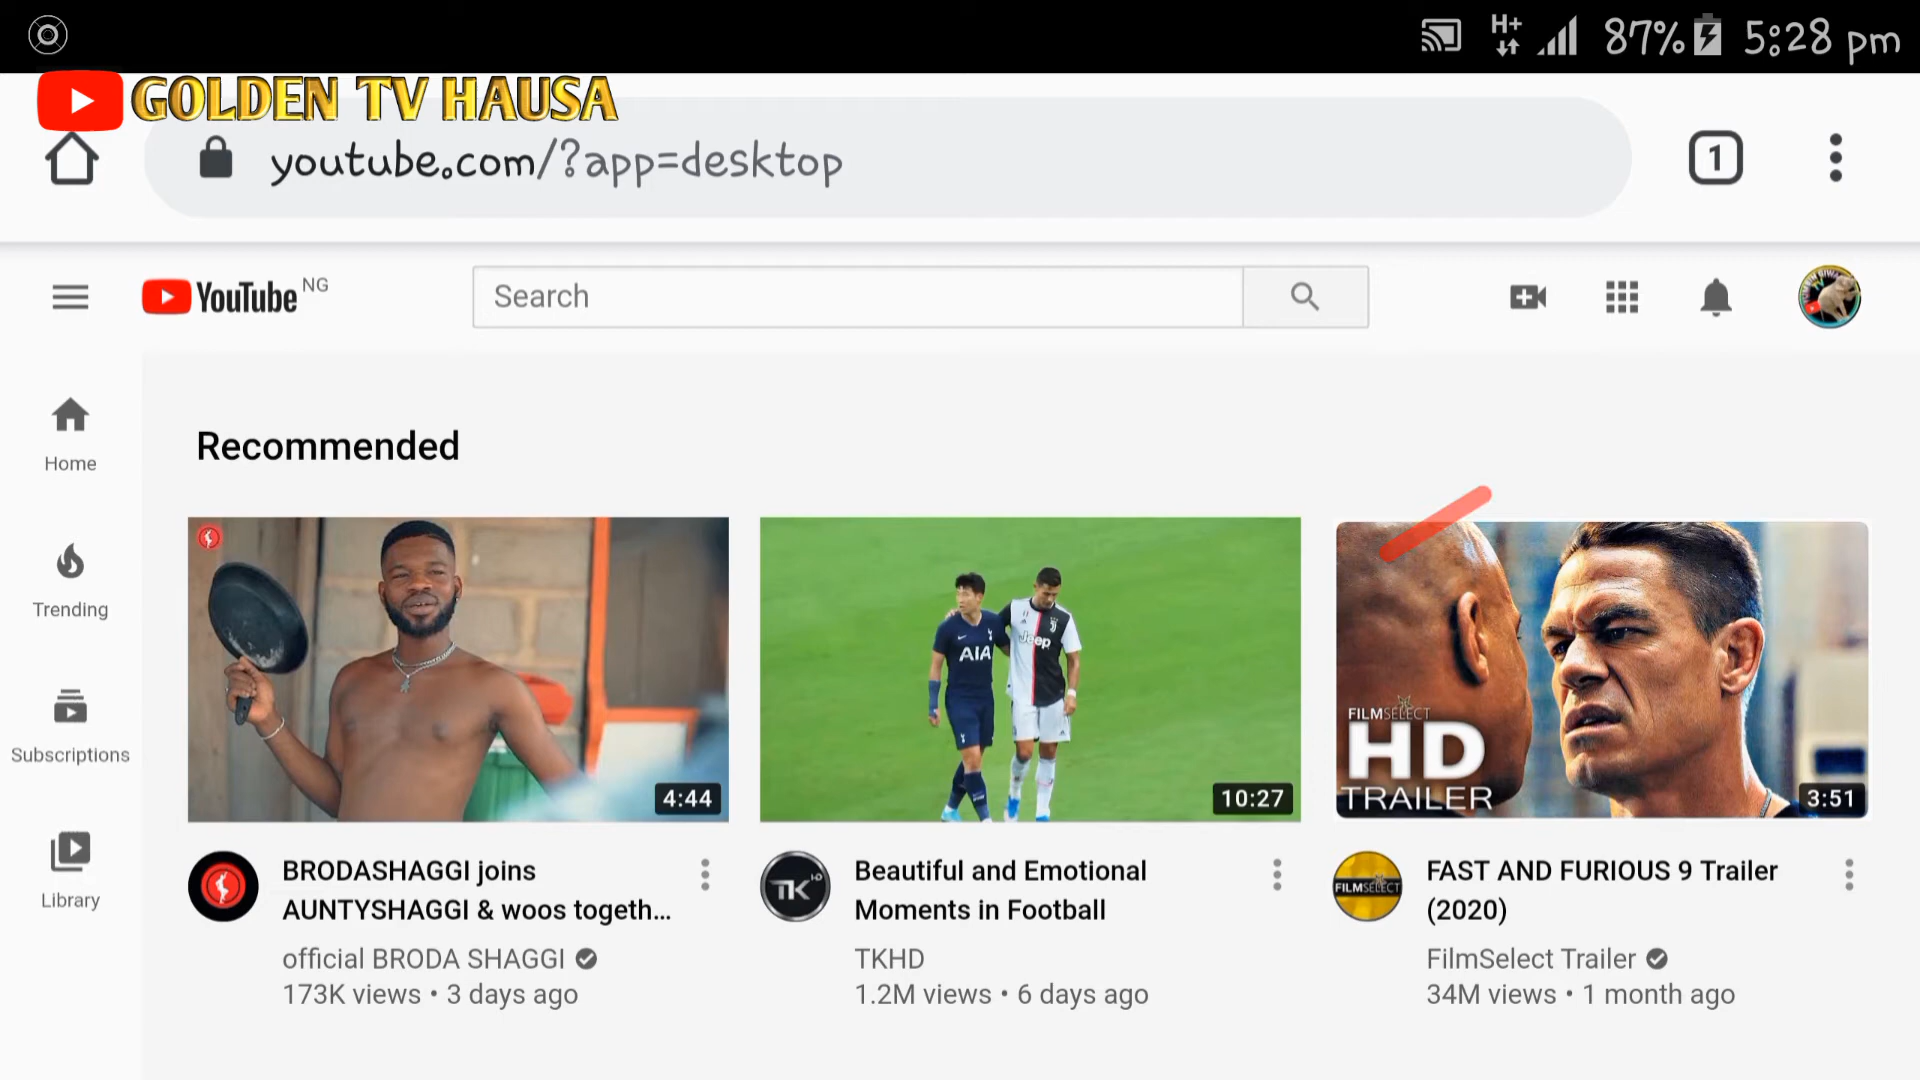 H+ 87% 5:28 pm
GOLDEN TV HAUSA
youtube.com/?app=desktop
1
YouTube NG
Search
Home
Trending
Subscriptions
Library
Recommended
4:44
AIA
Jeep
10:27
FILMSELECT
HD
TRAILER
3:51
BRODASHAGGI joins
AUNTYSHAGGI & woos togeth...
official BRODA SHAGGI
173K views • 3 days ago
TKHD
Beautiful and Emotional
Moments in Football
TKHD
1.2M views • 6 days ago
FILMSELECT
FAST AND FURIOUS 9 Trailer
(2020)
FilmSelect Trailer
34M views • 1 month ago